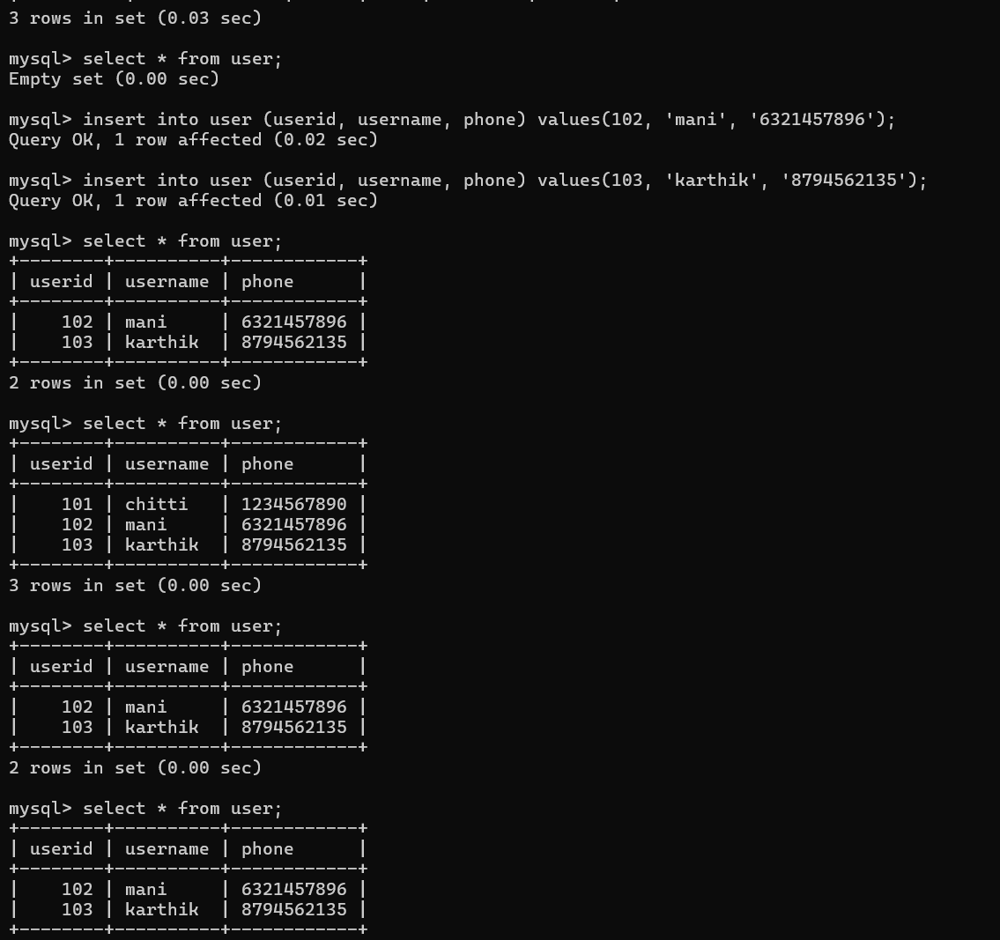 3 rows in set (0.03 sec)
mysql> select * from user;
Empty set (0.00 sec)
mysql> insert into user (userid, username, phone) values(102, 'mani', '6321457896');
Query OK, 1 row affected (0.02 sec)
mysql> insert into user (userid, username, phone) values(103, 'karthik', '8794562135');
Query OK, 1 row affected (0.01 sec)
mysql> select * from user;
+--------+----------+------------+
| userid | username | phone      |
+--------+----------+------------+
|    102 | mani     | 6321457896 |
|    103 | karthik  | 8794562135 |
+--------+----------+------------+
2 rows in set (0.00 sec)
mysql> select * from user;
+--------+----------+------------+
| userid | username | phone      |
+--------+----------+------------+
|    101 | chitti   | 1234567890 |
|    102 | mani     | 6321457896 |
|    103 | karthik  | 8794562135 |
+--------+----------+------------+
3 rows in set (0.00 sec)
mysql> select * from user;
+--------+----------+------------+
| userid | username | phone      |
+--------+----------+------------+
|    102 | mani     | 6321457896 |
|    103 | karthik  | 8794562135 |
+--------+----------+------------+
2 rows in set (0.00 sec)
mysql> select * from user;
+--------+----------+------------+
| userid | username | phone      |
+--------+----------+------------+
|    102 | mani     | 6321457896 |
|    103 | karthik  | 8794562135 |
+--------+----------+------------+